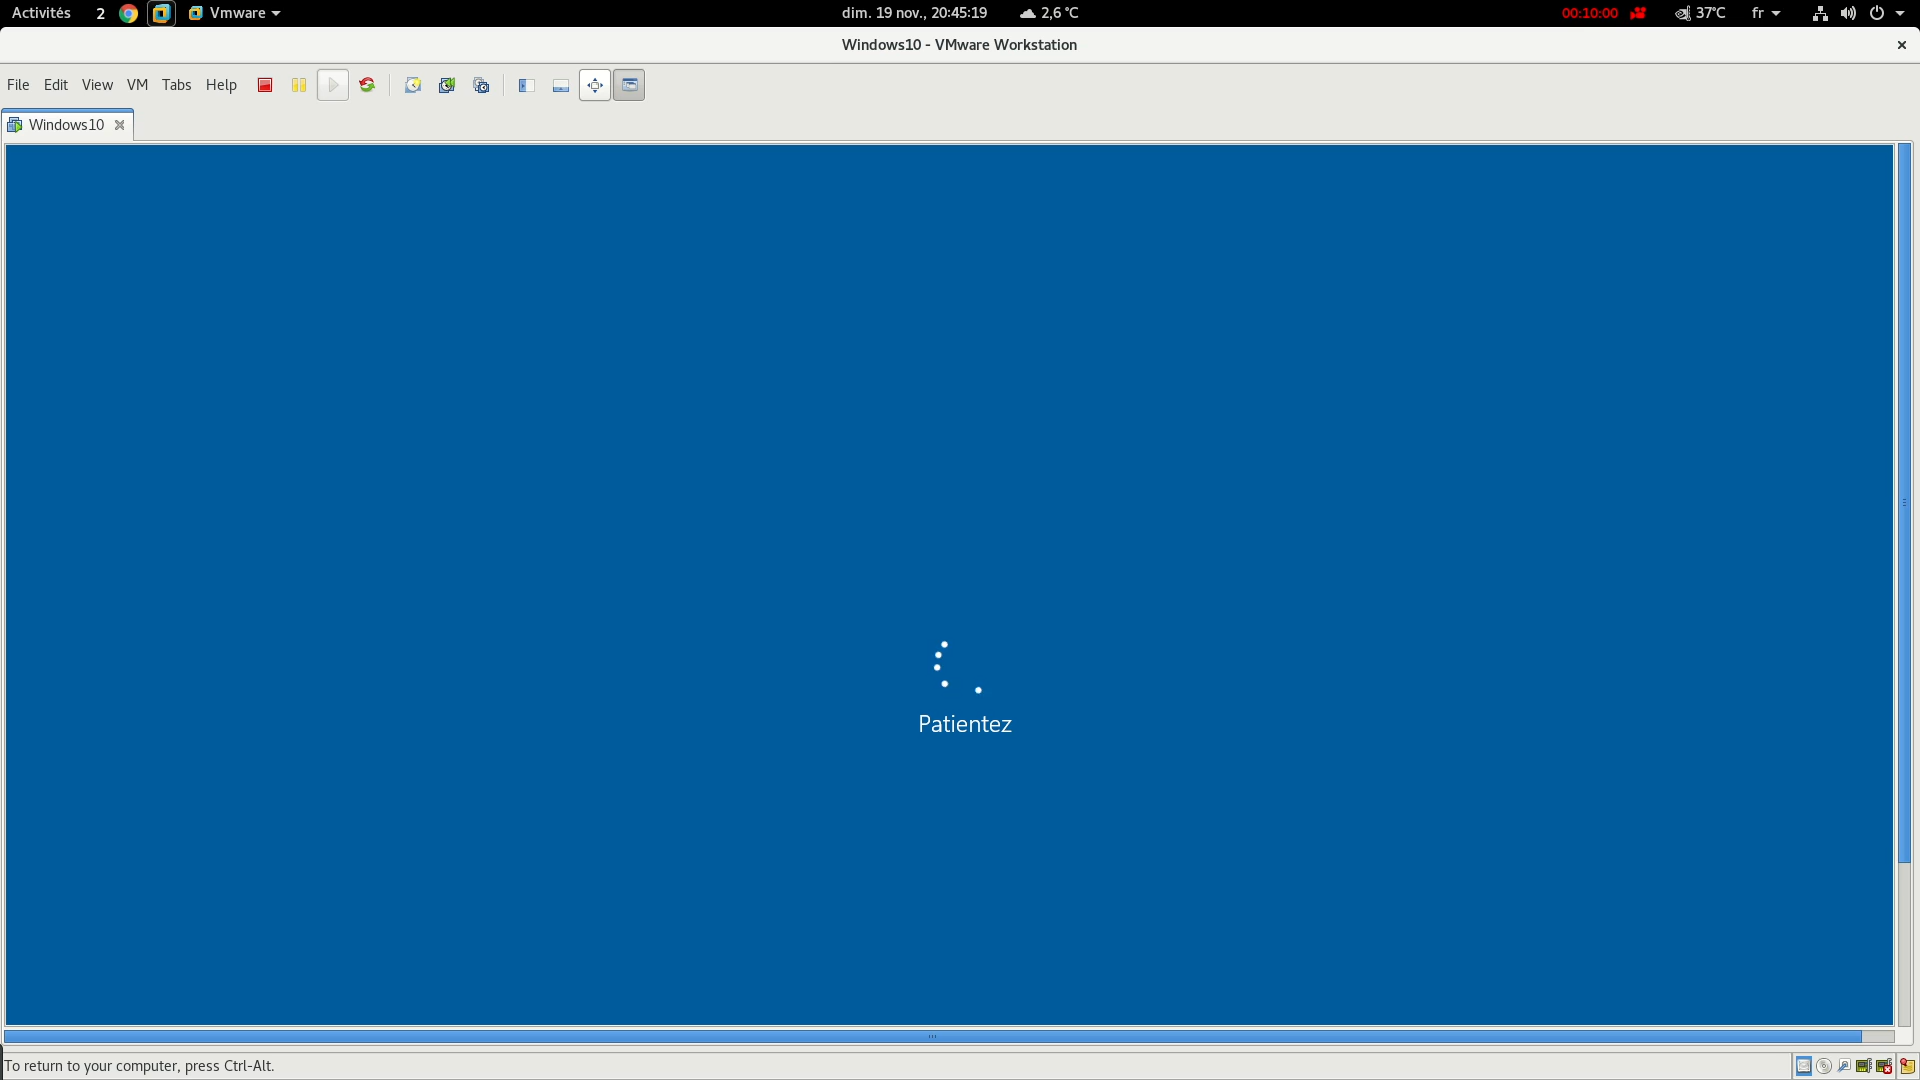 Activités 2 Vmware dim. 19 nov., 20:45:19 2,6 °C 00:10:00 37°C fr
Windows10 - VMware Workstation
File Edit View VM Tabs Help
Windows10
Patientez
To return to your computer, press Ctrl-Alt.